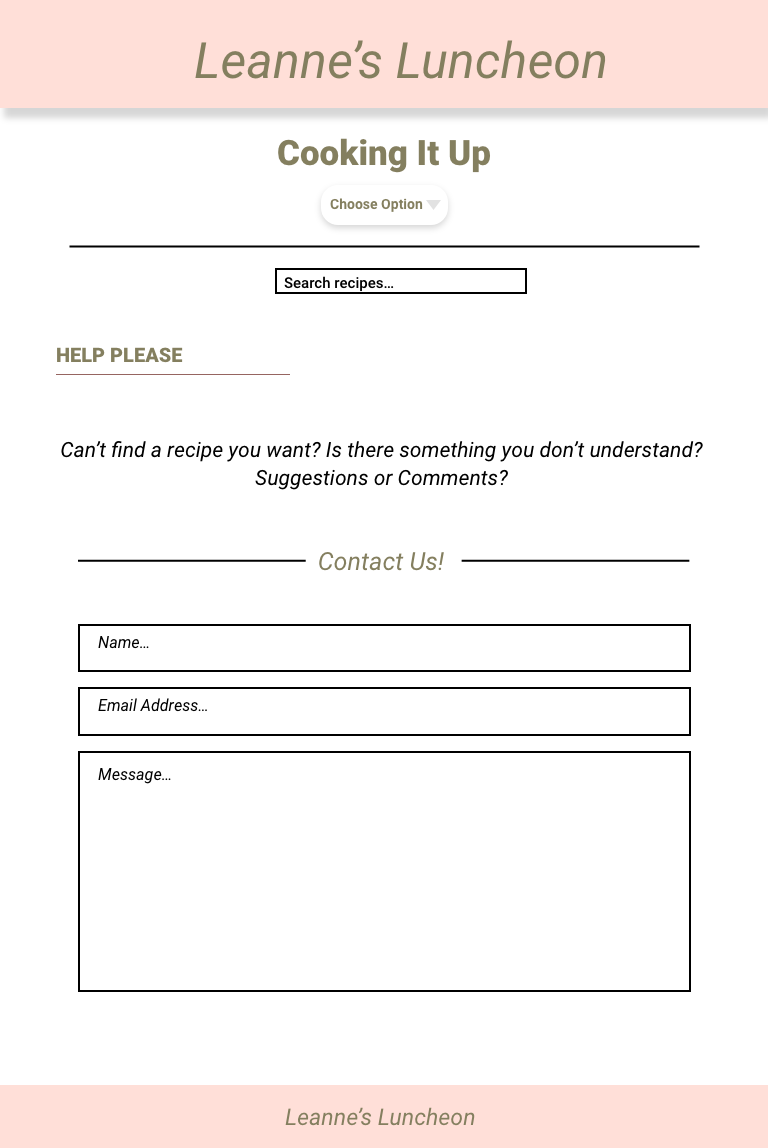 Leanne’s Luncheon
Cooking It Up
Choose Option
Search recipes...
HELP PLEASE
Can’t find a recipe you want? Is there something you don’t understand?
Suggestions or Comments?
Contact Us!
Name...
Email Address...
Message...
Leanne’s Luncheon